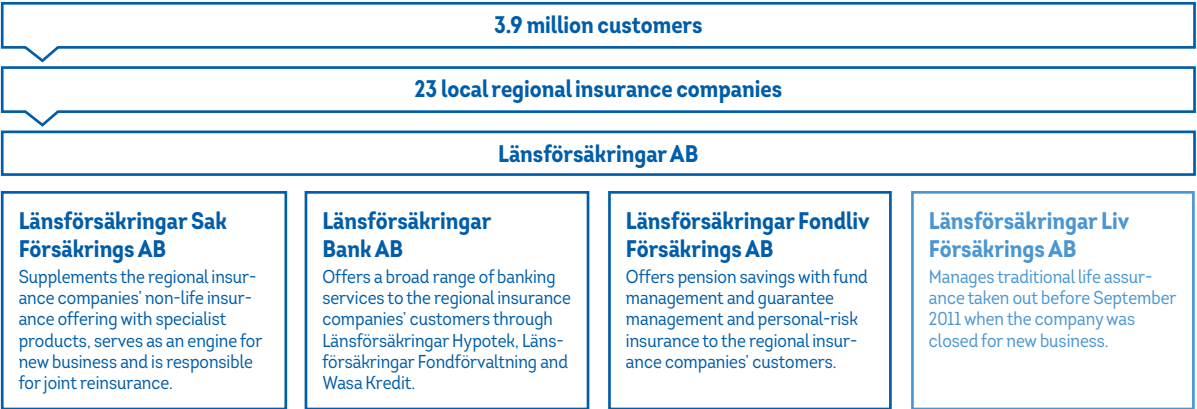 3.9 million customers
23 local regional insurance companies
Länsförsäkringar AB
Länsförsäkringar Sak
Försäkrings AB
Supplements the regional insur-
ance companies' non-life insur-
ance offering with specialist
products, serves as an engine for
new business and is responsible
for joint reinsurance.
Länsförsäkringar
Bank AB
Offers a broad range of banking
services to the regional insurance
companies' customers through
Länsförsäkringar Hypotek, Läns-
försäkringar Fondförvaltning and
Wasa Kredit.
Länsförsäkringar Fondliv
Försäkrings AB
Offers pension savings with fund
management and guarantee
management and personal-risk
insurance to the regional insur-
ance companies' customers.
Länsförsäkringar Liv
Försäkrings AB
Manages traditional life assur-
ance taken out before September
2011 when the company was
closed for new business.